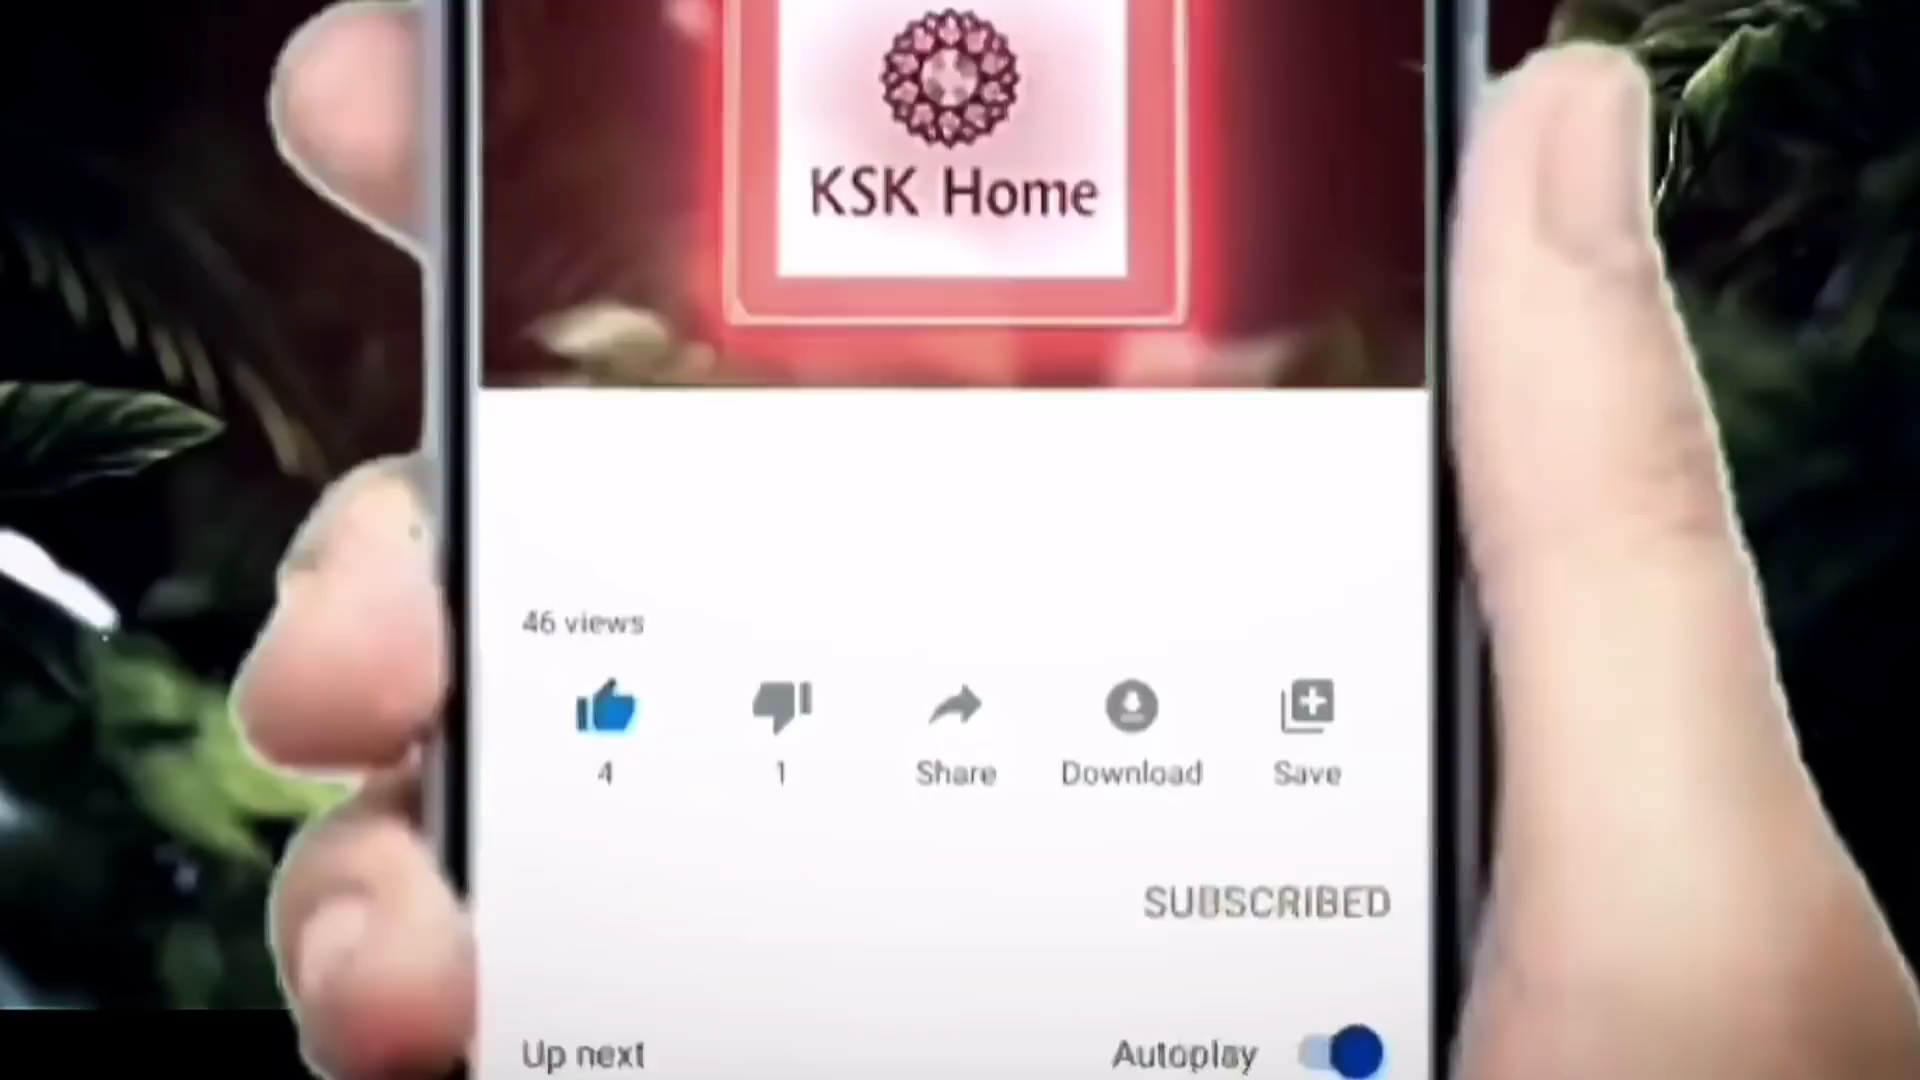 KSK Home
46 views
4
1
Share
Download
Save
SUBSCRIBED
Up next
Autoplay